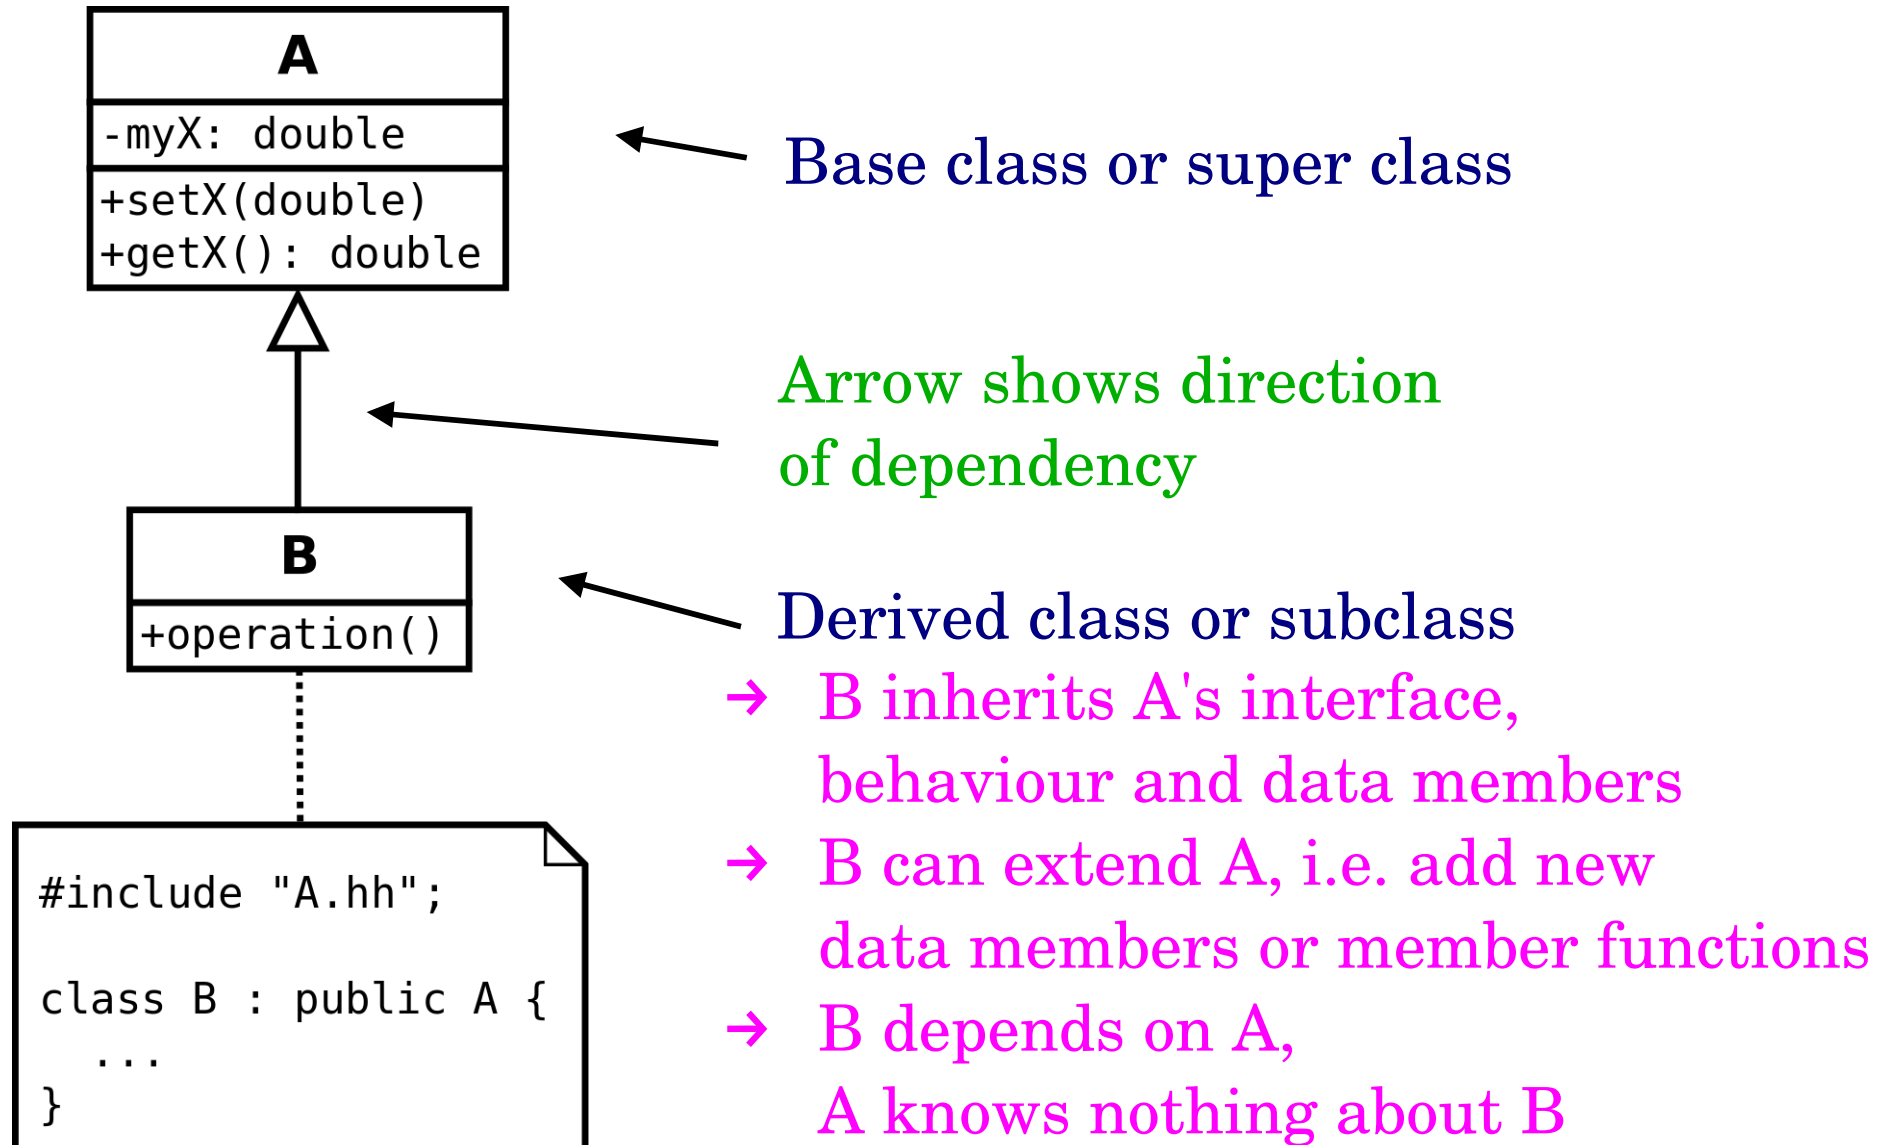 A
-myX: double
+setX(double)
+getX(): double
Base class or super class
Arrow shows direction
of dependency
B
+operation()
Derived class or subclass
→ B inherits A's interface,
behaviour and data members
→ B can extend A, i.e. add new
data members or member functions
→ B depends on A,
A knows nothing about B
#include "A.hh";
class B : public A {
...
}